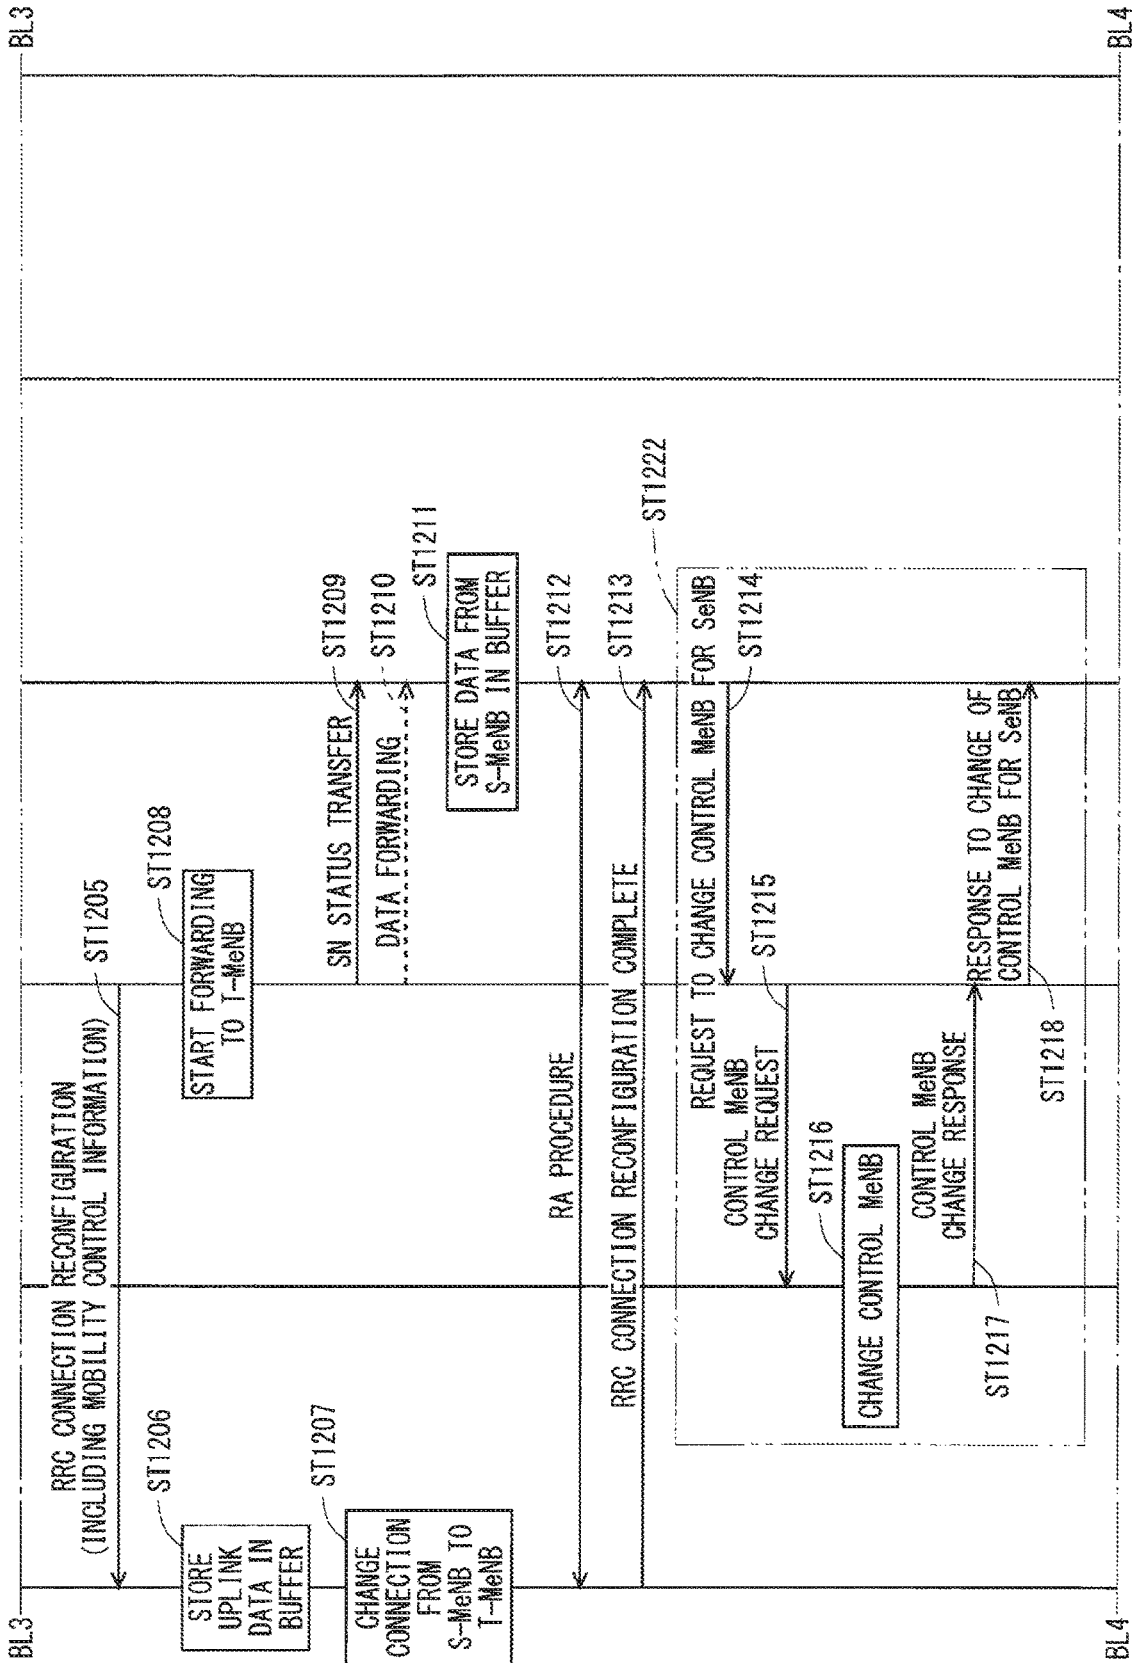 BL3
BL3
RRC CONNECTION RECONFIGURATION
(INCLUDING MOBILITY CONTROL INFORMATION)
ST1205
ST1206
STORE
UPLINK
DATA IN
BUFFER
ST1208
START FORWARDING
TO T-MeNB
ST1207
CHANGE
CONNECTION
FROM
S-MeNB TO
T-MeNB
SN STATUS TRANSFER
ST1209
DATA FORWARDING
ST1210
ST1211
STORE DATA FROM
S-MeNB IN BUFFER
RA PROCEDURE
ST1212
RRC CONNECTION RECONFIGURATION COMPLETE
ST1213
ST1222
REQUEST TO CHANGE CONTROL MeNB FOR SeNB
ST1214
CONTROL MeNB
CHANGE REQUEST
ST1215
ST1216
CHANGE CONTROL MeNB
CONTROL MeNB
CHANGE RESPONSE
ST1217
RESPONSE TO CHANGE OF
CONTROL MeNB FOR SeNB
ST1218
BL4
BL4